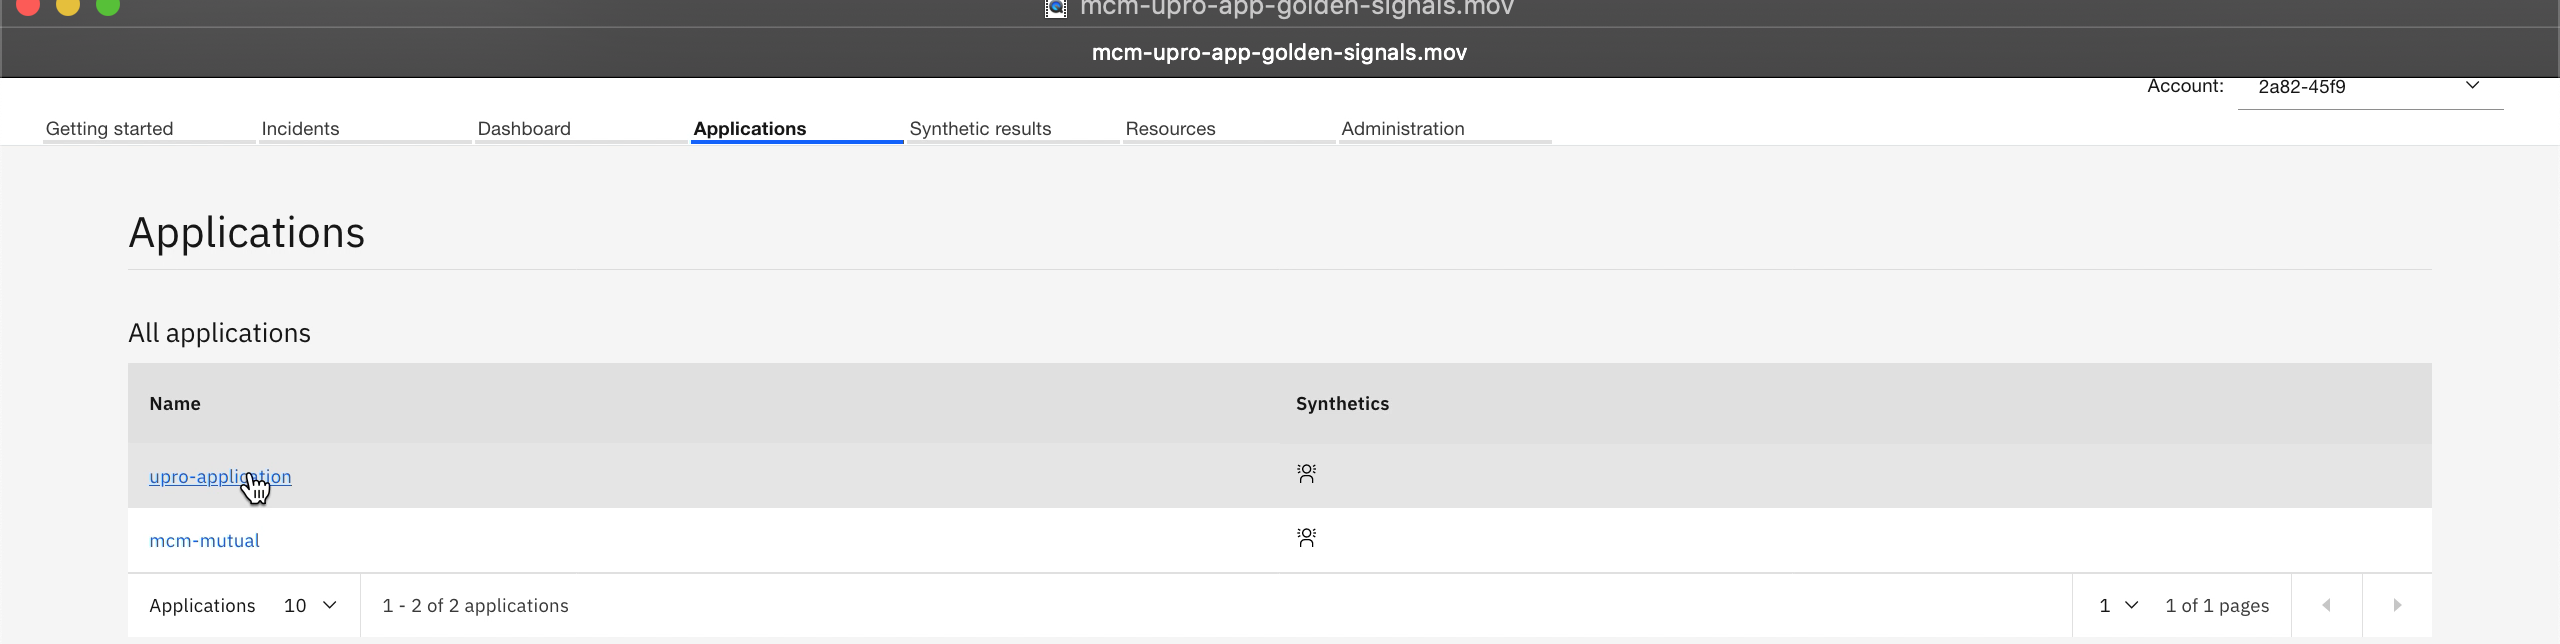 mcm-upro-app-golden-signals.mov
mcm-upro-app-golden-signals.mov
Account: 2a82-45f9
Getting started Incidents Dashboard Applications Synthetic results Resources Administration
Applications
All applications
Name Synthetics
upro-application
mcm-mutual
Applications 10 1 - 2 of 2 applications 1 1 of 1 pages